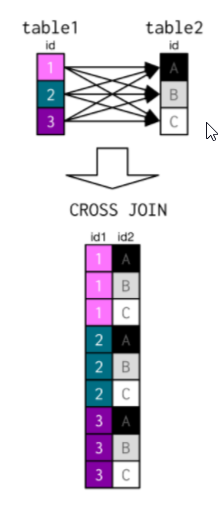 table1 table2
id id
1 A
2 B
3 C
CROSS JOIN
id1 id2
1 A
1 B
1 C
2 A
2 B
2 C
3 A
3 B
3 C